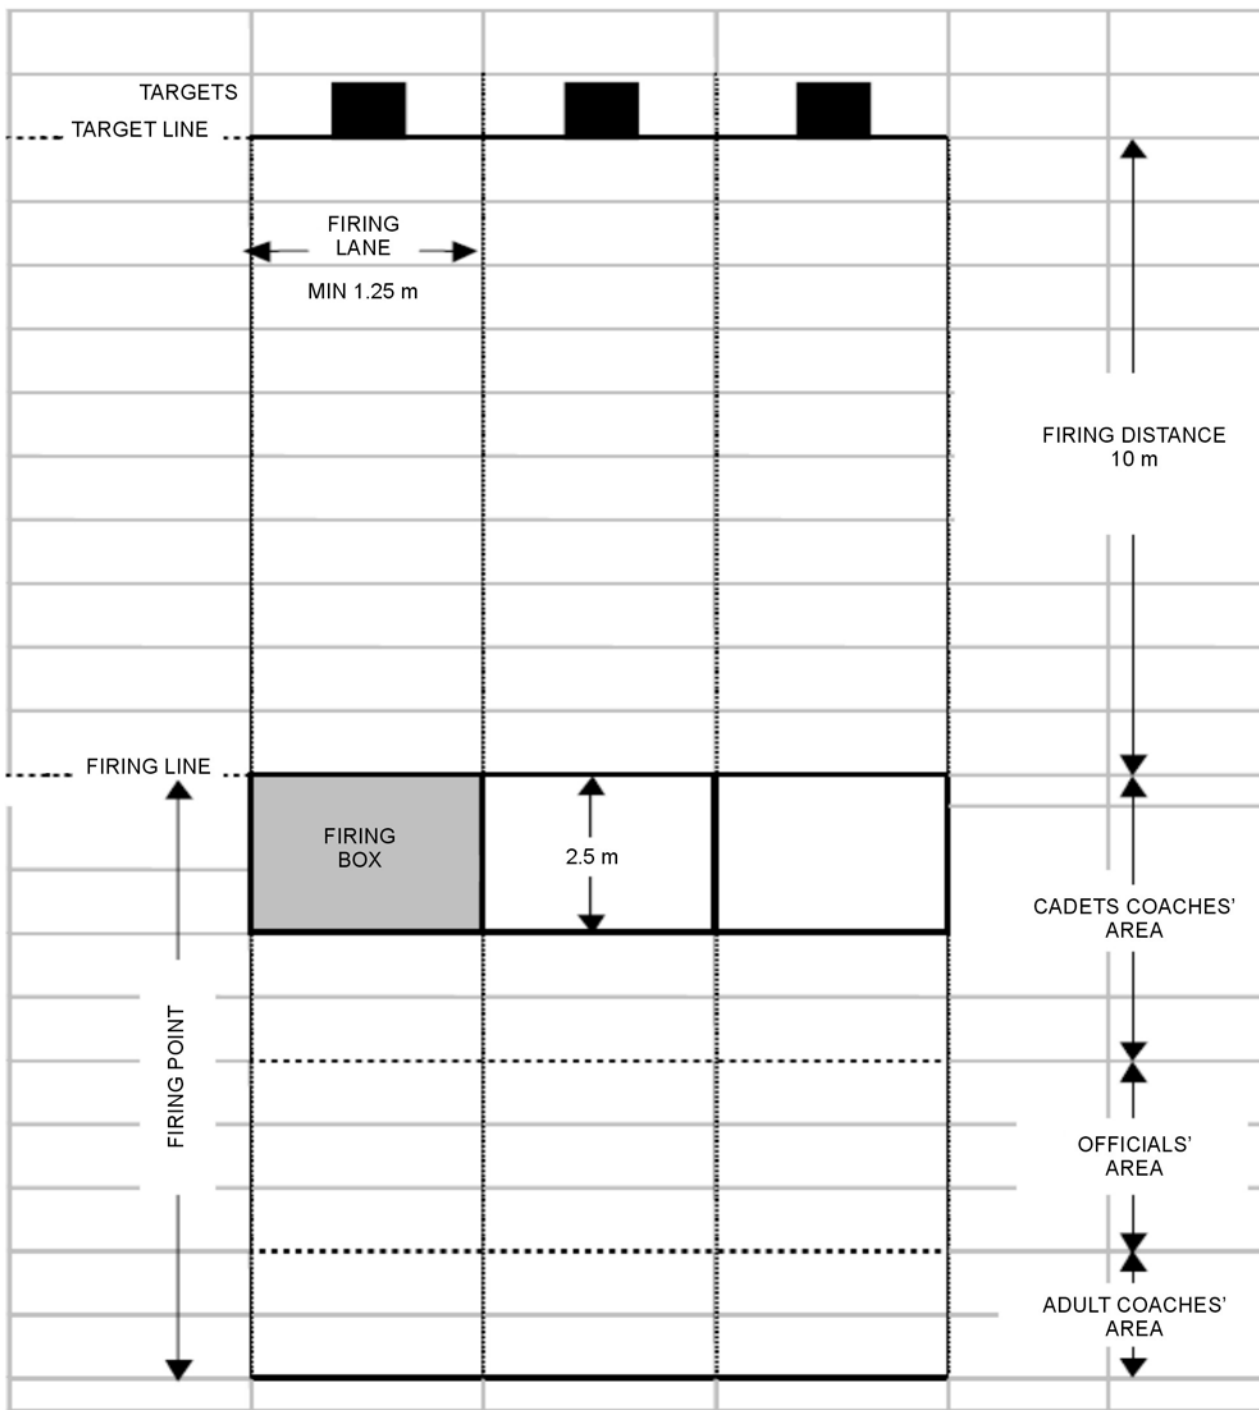 TARGETS
TARGET LINE
FIRING
LANE
MIN 1.25 m
FIRING DISTANCE
10 m
FIRING LINE
FIRING
BOX
2.5 m
CADETS COACHES’
AREA
FIRING POINT
OFFICIALS’
AREA
ADULT COACHES’
AREA